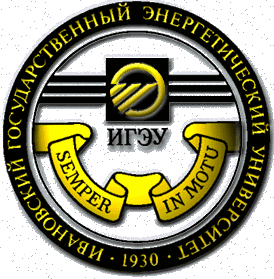 ИВАНОВСКИЙ ГОСУДАРСТВЕННЫЙ ЭНЕРГЕТИЧЕСКИЙ УНИВЕРСИТЕТ
ИГЭУ
SEMPER IN MOTU
· 1930 ·